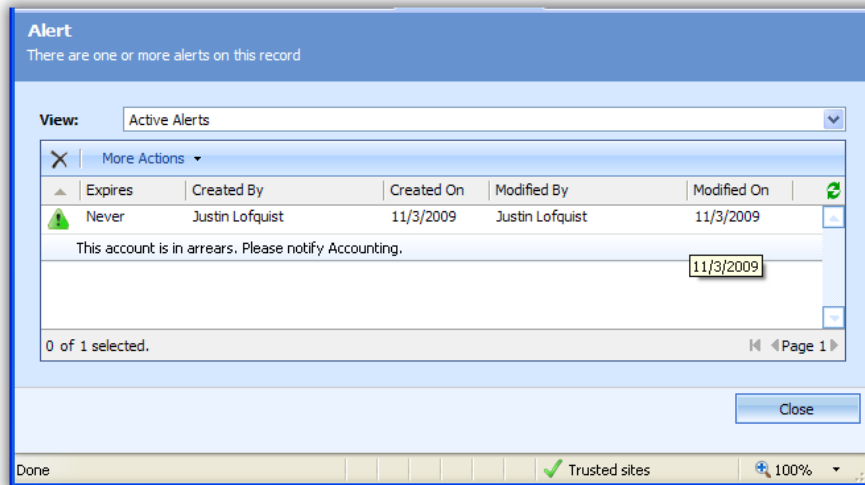 Alert
There are one or more alerts on this record
View: Active Alerts
More Actions
Expires Created By Created On Modified By Modified On
Never Justin Lofquist 11/3/2009 Justin Lofquist 11/3/2009
This account is in arrears. Please notify Accounting.
11/3/2009
0 of 1 selected. Page 1
Close
Done Trusted sites 100%